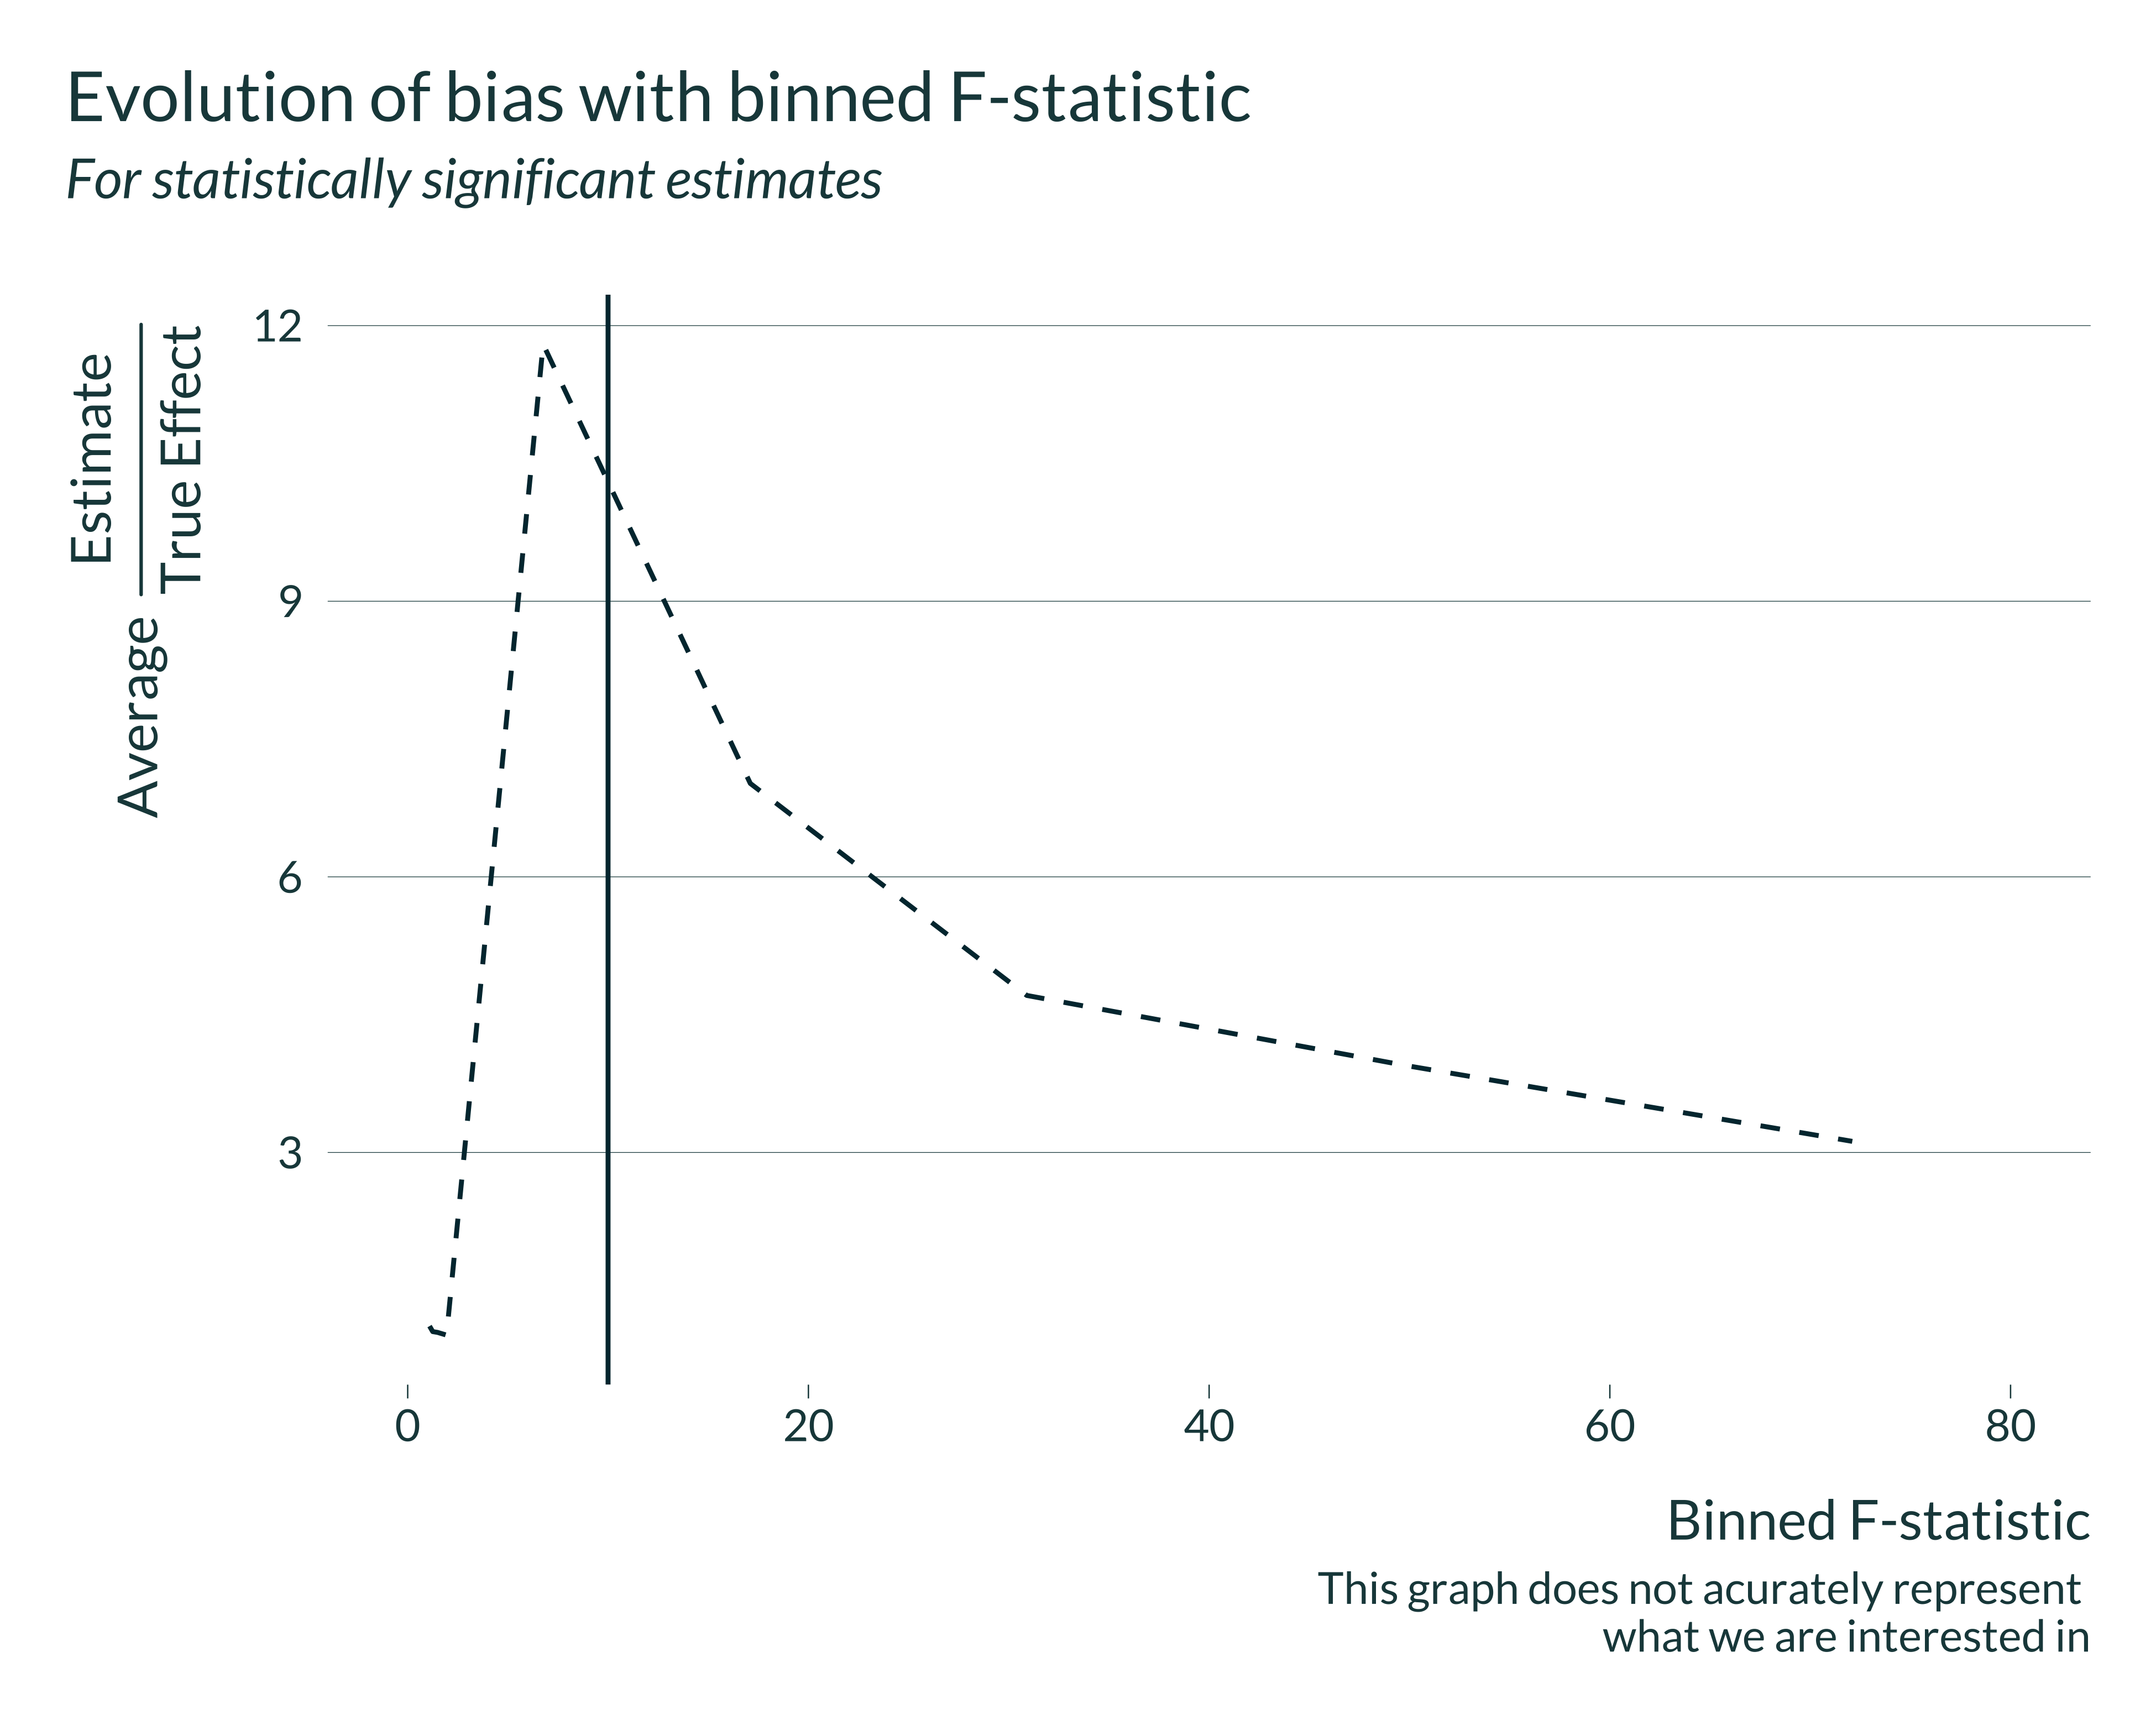 Evolution of bias with binned F-statistic
For statistically significant estimates
Average
Estimate
True Effect
12
9
6
3
0
20
40
60
80
Binned F-statistic
This graph does not acurately represent
what we are interested in